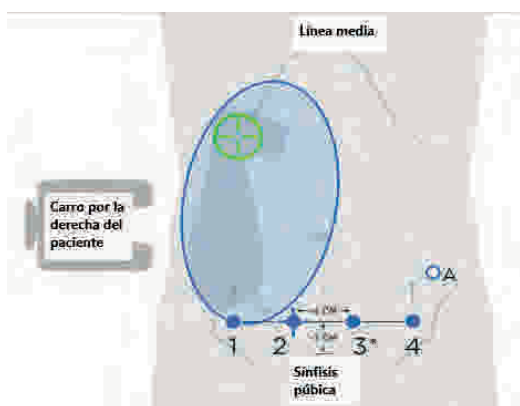 Línea media
Carro por la
derecha del
paciente
A
1 2 3* 4
Sínfisis
púbica